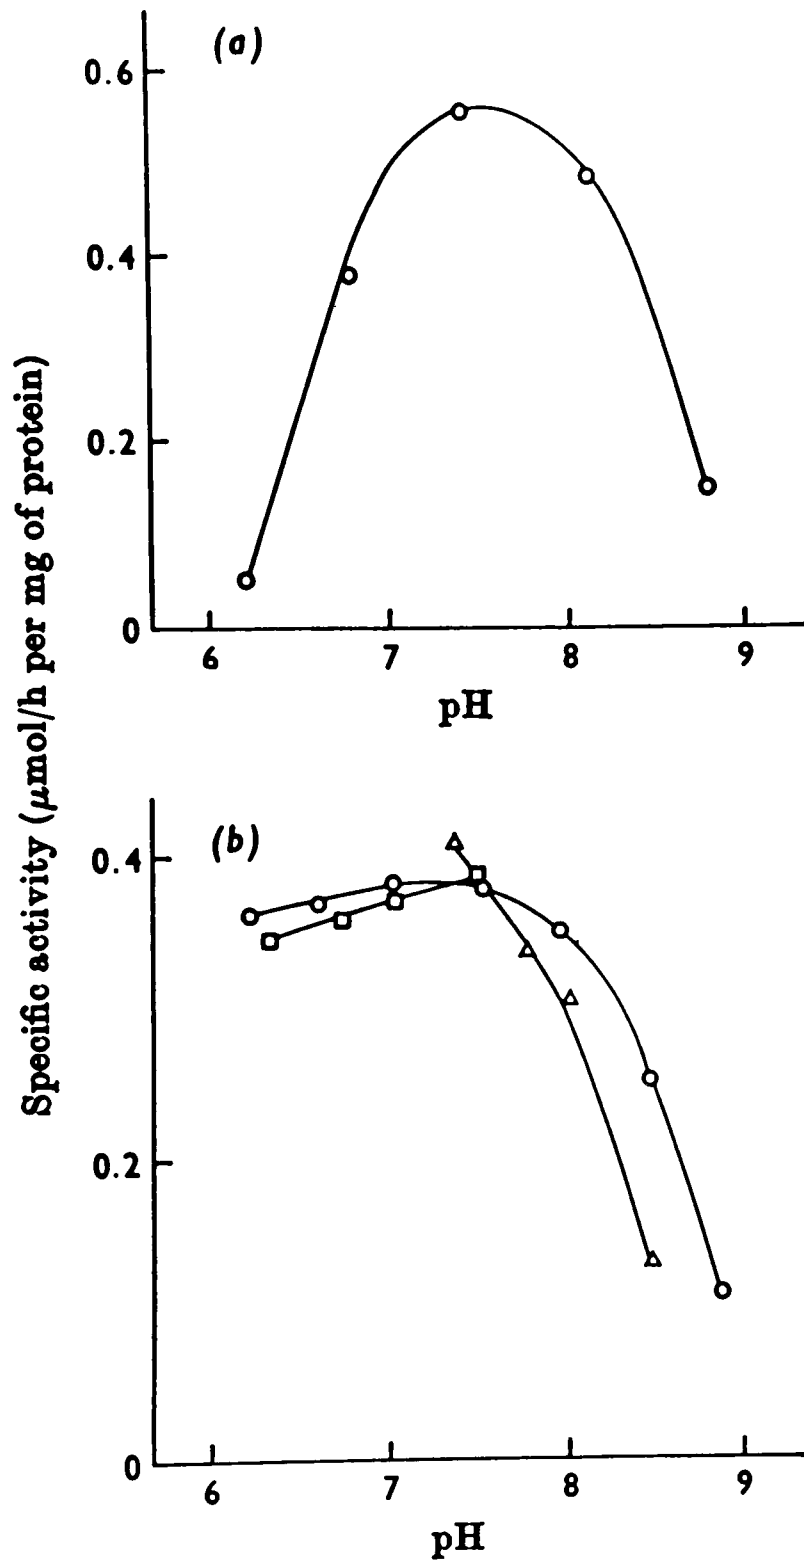 (a)
0.6
0.4
0.2
0
6 7 8 9
pH
Specific activity (μmol/h per mg of protein)
(b)
0.4
0.2
0
6 7 8 9
pH